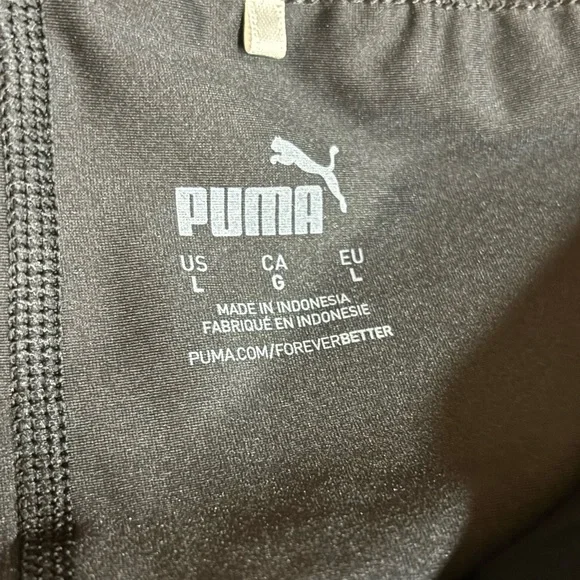 PUMA
US CA EU
L G L
MADE IN INDONESIA
FABRIQUÉ EN INDONESIE
PUMA.COM/FOREVERBETTER